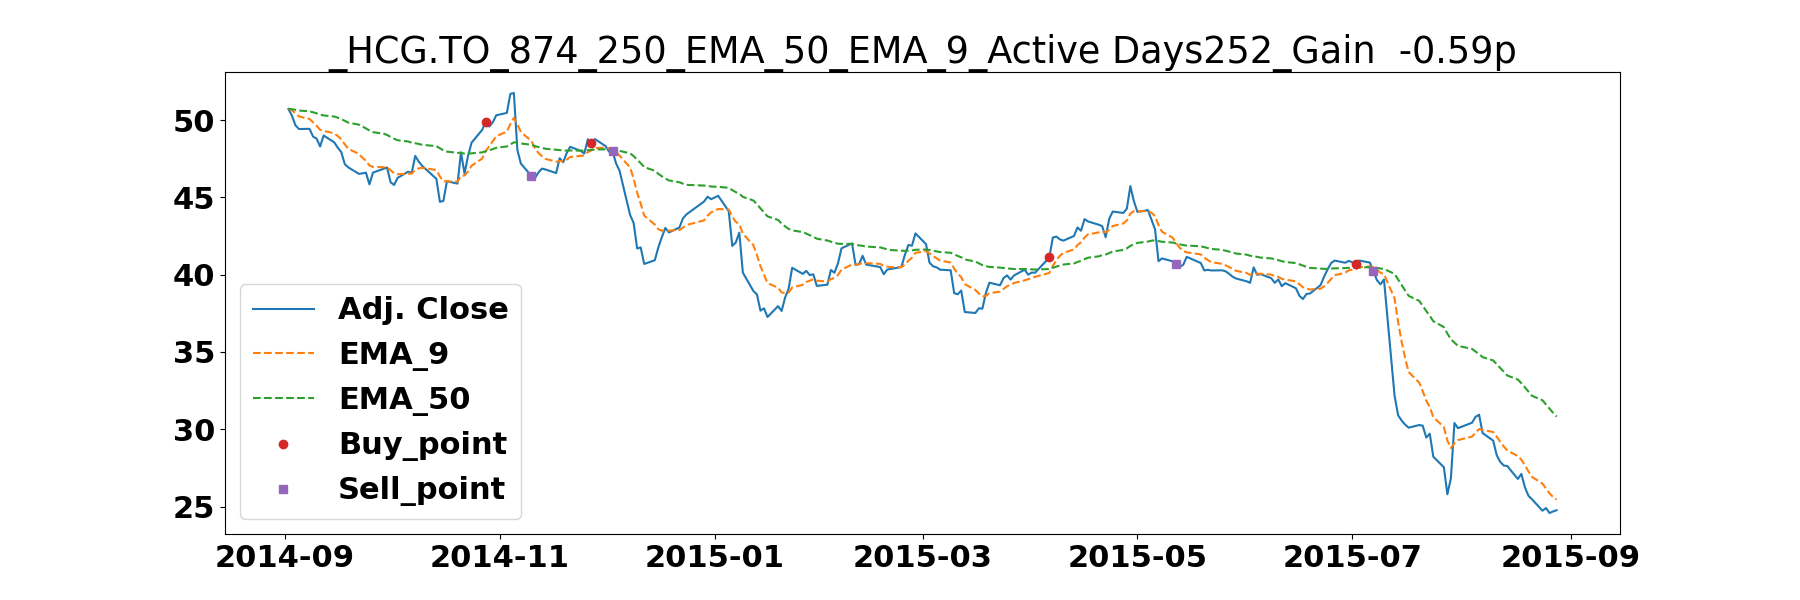 _HCG.TO_874_250_EMA_50_EMA_9_Active Days252_Gain  -0.59p
50
45
40
35
30
25
Adj. Close
EMA_9
EMA_50
Buy_point
Sell_point
2014-09 2014-11 2015-01 2015-03 2015-05 2015-07 2015-09